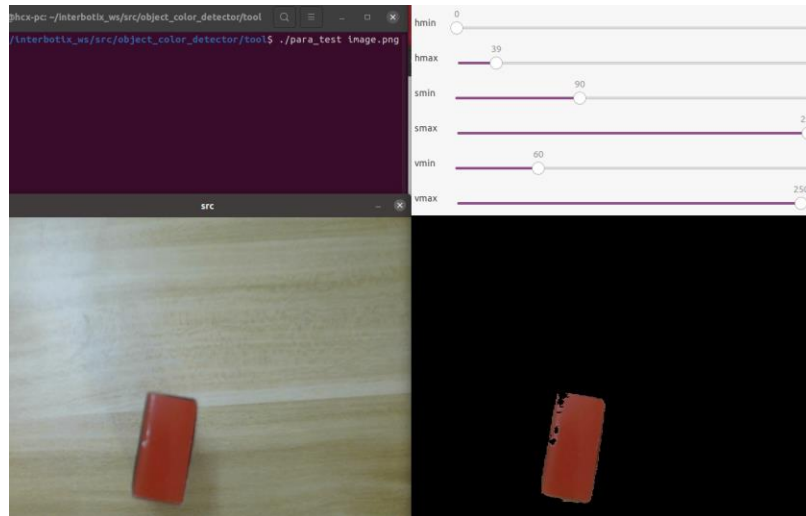 @hcx-pc: ~/interbotix_ws/src/object_color_detector/tool
/interbotix_ws/src/object_color_detector/tool$ ./para_test image.png
src
hmin 0
hmax 39
smin 90
smax
vmin 60
vmax 250